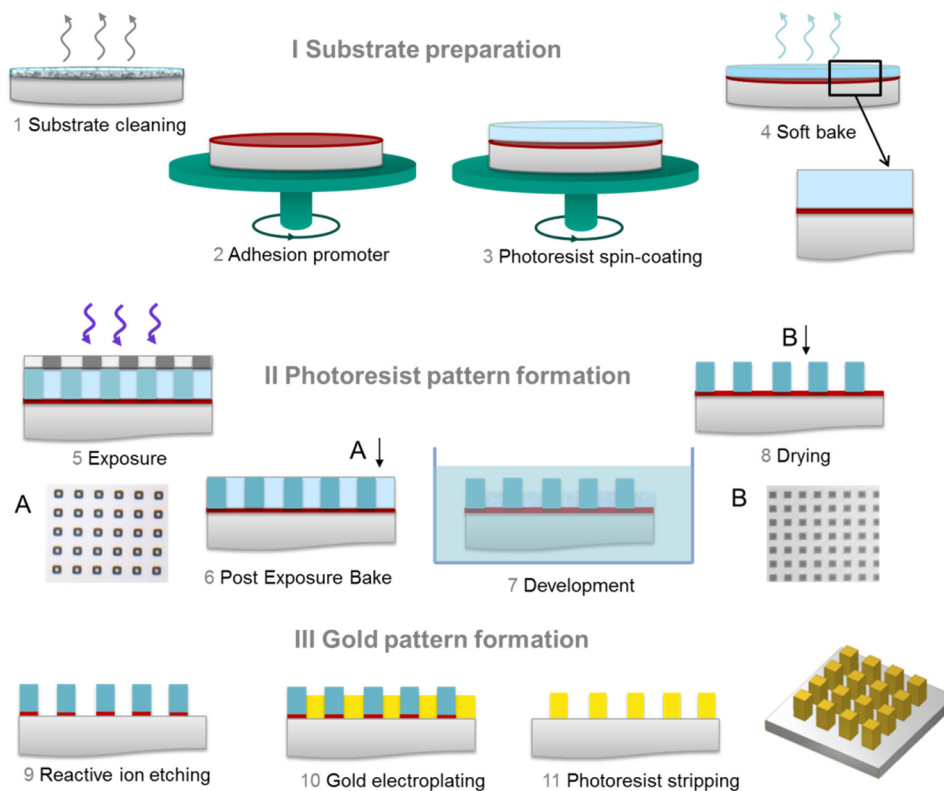 I Substrate preparation
1 Substrate cleaning
4 Soft bake
2 Adhesion promoter
3 Photoresist spin-coating
II Photoresist pattern formation
B
5 Exposure
A
8 Drying
A
B
6 Post Exposure Bake
7 Development
III Gold pattern formation
9 Reactive ion etching
10 Gold electroplating
11 Photoresist stripping